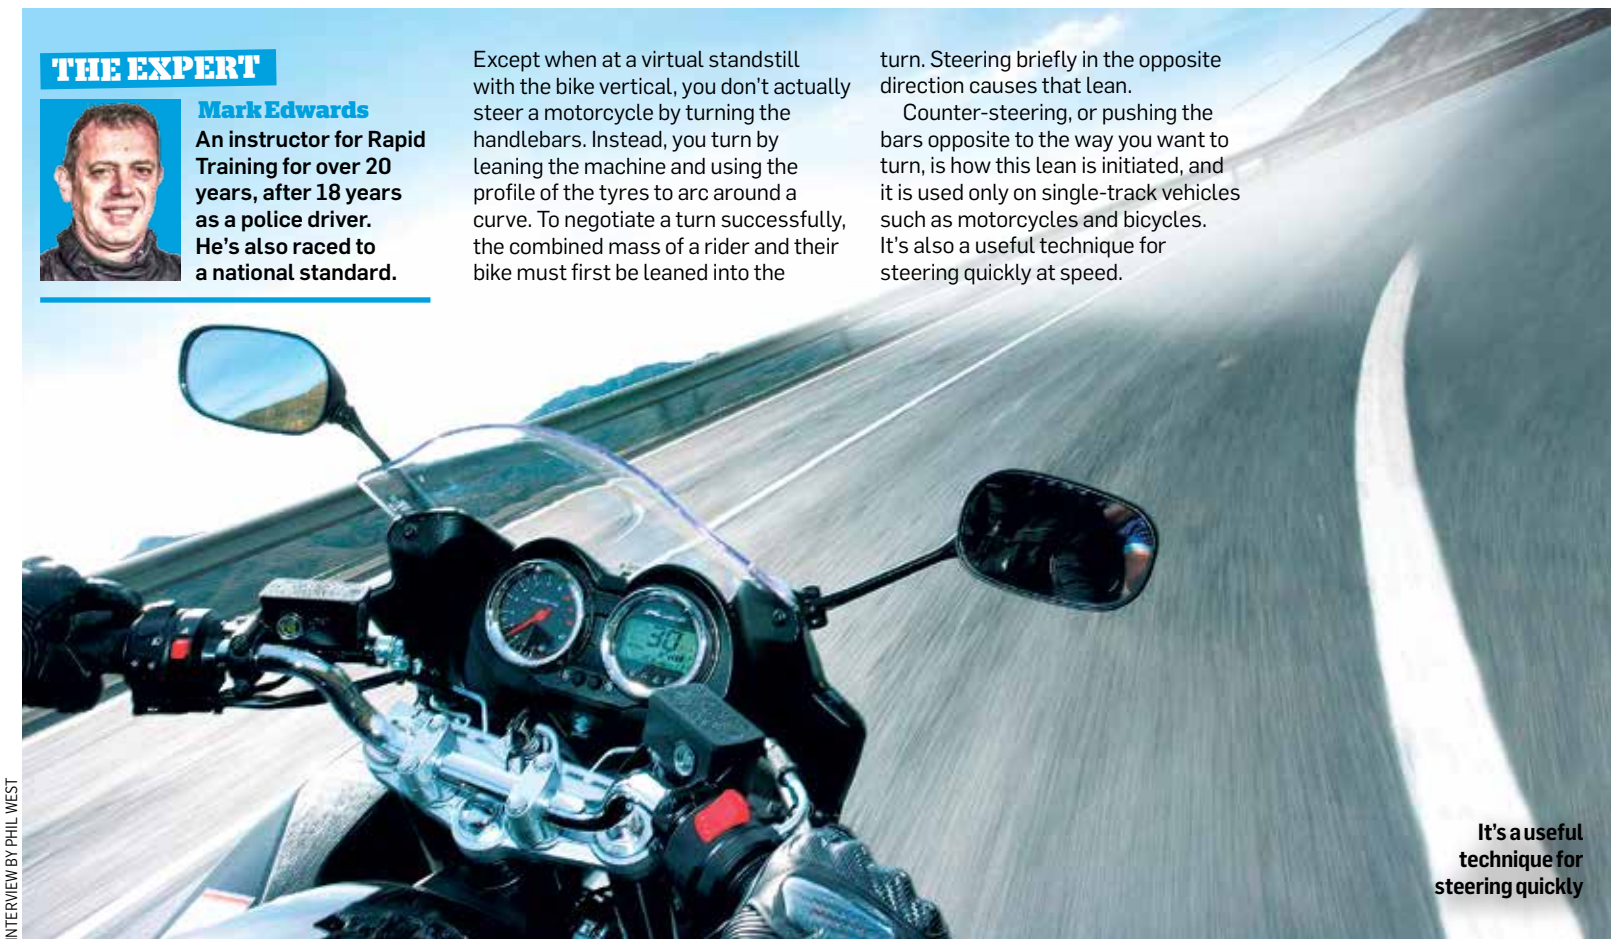 THE EXPERT
Mark Edwards
An instructor for Rapid
Training for over 20
years, after 18 years
as a police driver.
He's also raced to
a national standard.
Except when at a virtual standstill
with the bike vertical, you don't actually
steer a motorcycle by turning the
handlebars. Instead, you turn by
leaning the machine and using the
profile of the tyres to arc around a
curve. To negotiate a turn successfully,
the combined mass of a rider and their
bike must first be leaned into the
turn. Steering briefly in the opposite
direction causes that lean.
Counter-steering, or pushing the
bars opposite to the way you want to
turn, is how this lean is initiated, and
it is used only on single-track vehicles
such as motorcycles and bicycles.
It's also a useful technique for
steering quickly at speed.
30
It's a useful
technique for
steering quickly
INTERVIEW BY PHIL WEST